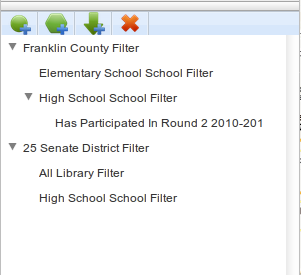 Franklin County Filter
Elementary School School Filter
High School School Filter
Has Participated In Round 2 2010-201
25 Senate District Filter
All Library Filter
High School School Filter